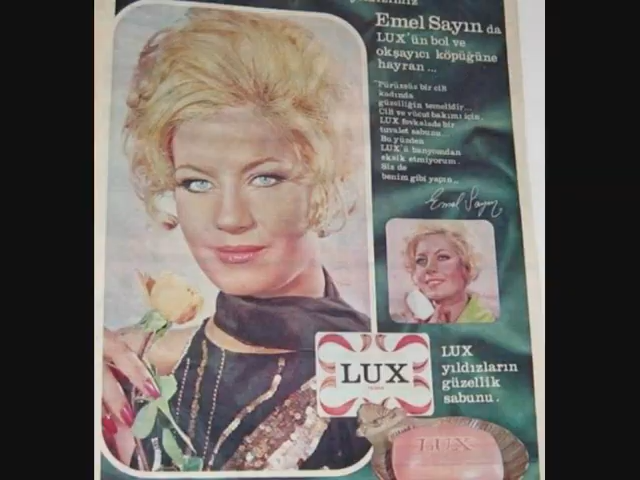 Emel Sayın da
LUX'ün bol ve
okşayıcı köpüğüne
hayran ...
"Pürüzsüz bir cilt
kadında
güzelliğin temelidir...
Cilt ve vücut bakımı için,
LUX fevkalade bir
tuvalet sabunu...
Bu yüzden
LUX'ü banyomdan
eksik etmiyorum.
Siz de
benim gibi yapın...
Emel Sayın
LUX
LUX
yıldızların
güzellik
sabunu.
LUX